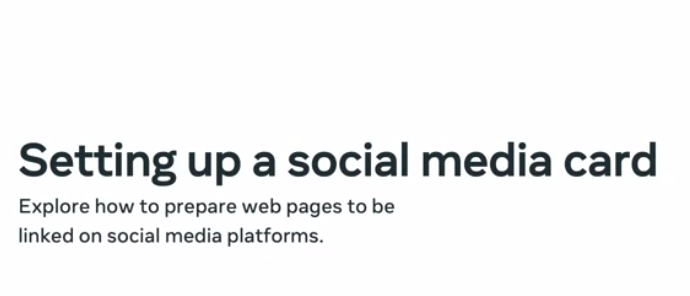 Setting up a social media card
Explore how to prepare web pages to be
linked on social media platforms.